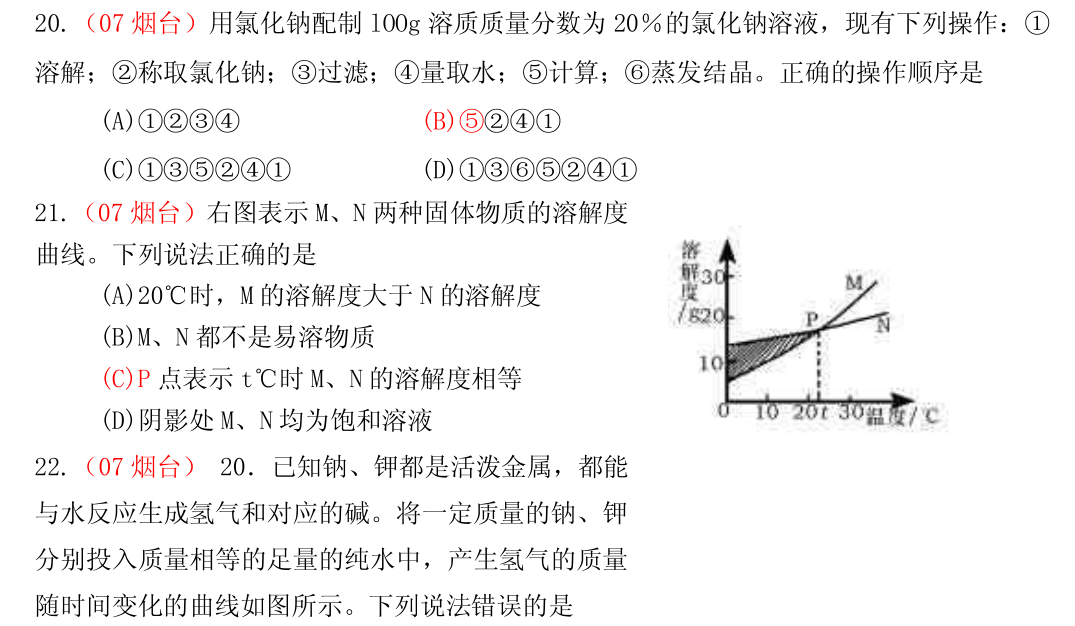 20.（07 烟台）用氯化钠配制 100g 溶质质量分数为 20％的氯化钠溶液，现有下列操作：①
溶解；②称取氯化钠；③过滤；④量取水；⑤计算；⑥蒸发结晶。正确的操作顺序是
(A)①②③④ (B)⑤②④①
(C)①③⑤②④① (D)①③⑥⑤②④①
21.（07 烟台）右图表示 M、N 两种固体物质的溶解度
曲线。下列说法正确的是
(A)20℃时，M 的溶解度大于 N 的溶解度
(B)M、N 都不是易溶物质
(C)P 点表示 t℃时 M、N 的溶解度相等
(D)阴影处 M、N 均为饱和溶液
溶解度/g
30
20
10
M
P
N
0 10 20 t 30 温度/℃
22.（07 烟台） 20．已知钠、钾都是活泼金属，都能
与水反应生成氢气和对应的碱。将一定质量的钠、钾
分别投入质量相等的足量的纯水中，产生氢气的质量
随时间变化的曲线如图所示。下列说法错误的是